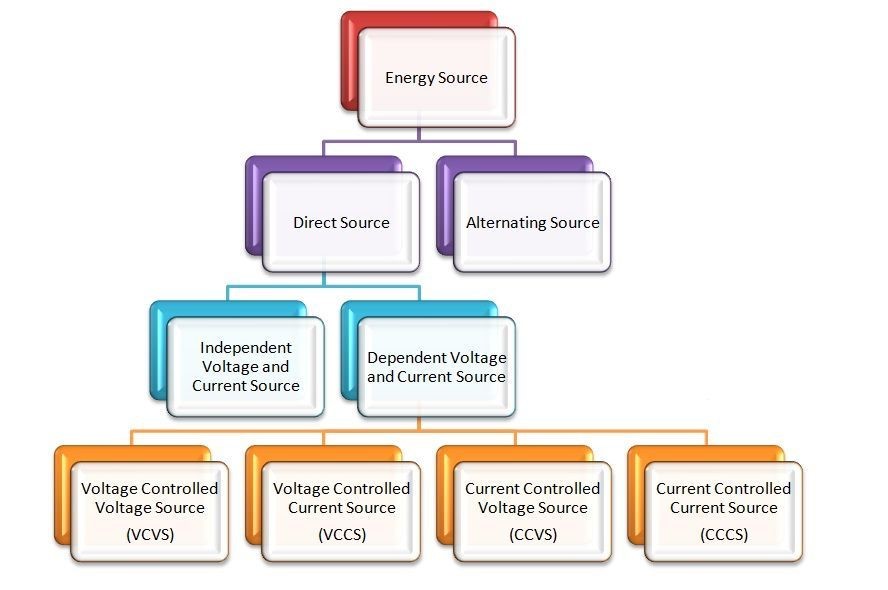 Energy Source
Direct Source
Alternating Source
Independent
Voltage and
Current Source
Dependent Voltage
and Current Source
Voltage Controlled
Voltage Source
(VCVS)
Voltage Controlled
Current Source
(VCCS)
Current Controlled
Voltage Source
(CCVS)
Current Controlled
Current Source
(CCCS)